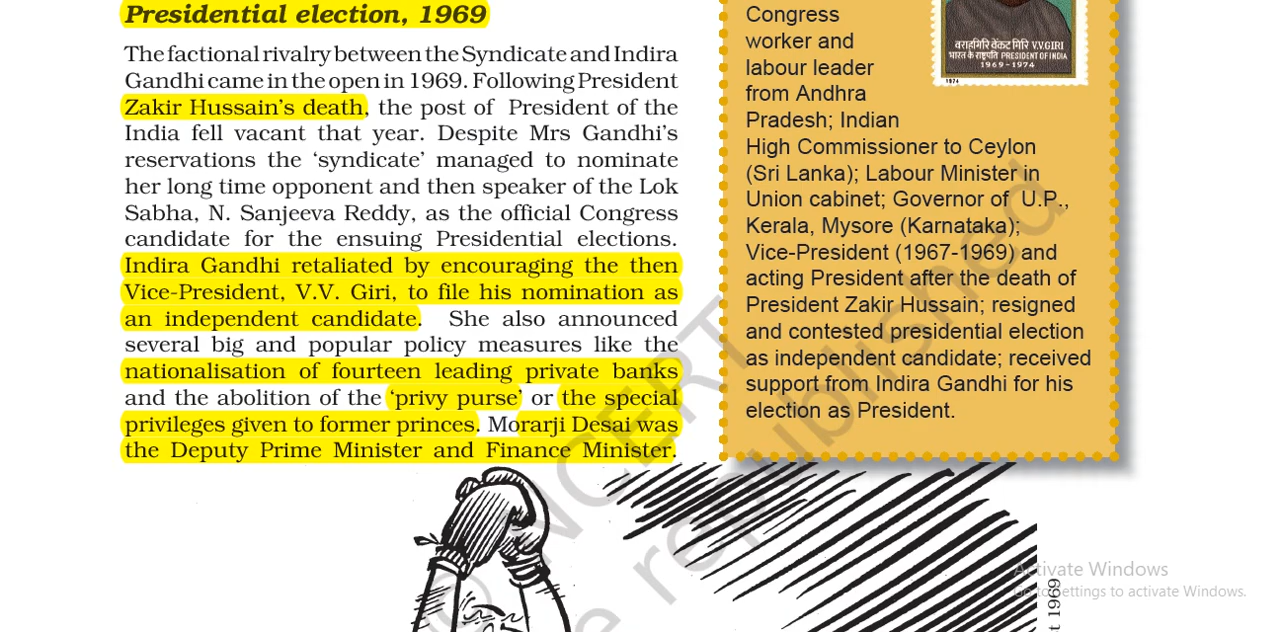 Presidential election, 1969
The factional rivalry between the Syndicate and Indira
Gandhi came in the open in 1969. Following President
Zakir Hussain’s death, the post of President of the
India fell vacant that year. Despite Mrs Gandhi’s
reservations the ‘syndicate’ managed to nominate
her long time opponent and then speaker of the Lok
Sabha, N. Sanjeeva Reddy, as the official Congress
candidate for the ensuing Presidential elections.
Indira Gandhi retaliated by encouraging the then
Vice-President, V.V. Giri, to file his nomination as
an independent candidate. She also announced
several big and popular policy measures like the
nationalisation of fourteen leading private banks
and the abolition of the ‘privy purse’ or the special
privileges given to former princes. Morarji Desai was
the Deputy Prime Minister and Finance Minister.
Congress
worker and
labour leader
from Andhra
Pradesh; Indian
High Commissioner to Ceylon
(Sri Lanka); Labour Minister in
Union cabinet; Governor of U.P.,
Kerala, Mysore (Karnataka);
Vice-President (1967-1969) and
acting President after the death of
President Zakir Hussain; resigned
and contested presidential election
as independent candidate; received
support from Indira Gandhi for his
election as President.
वराहगिरि वेंकट गिरि V.V.GIRI
भारत के राष्ट्रपति PRESIDENT OF INDIA
1969-1974
1974
© NCERT
be republished
Activate Windows
Go to Settings to activate Windows.
1969